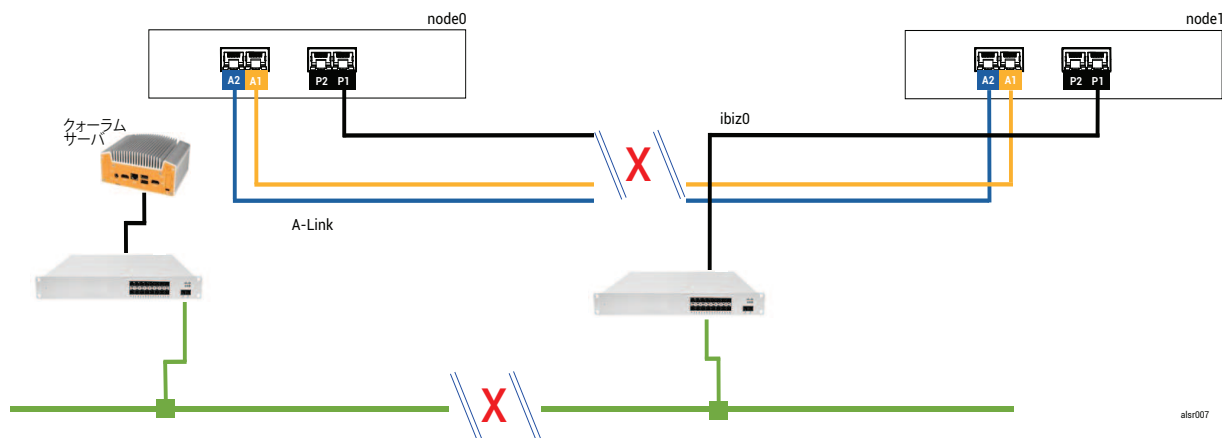 node0
node1
A2 A1 P2 P1
A2 A1 P2 P1
クォーラム
サーバ
ibiz0
X
A-Link
X
alsr007